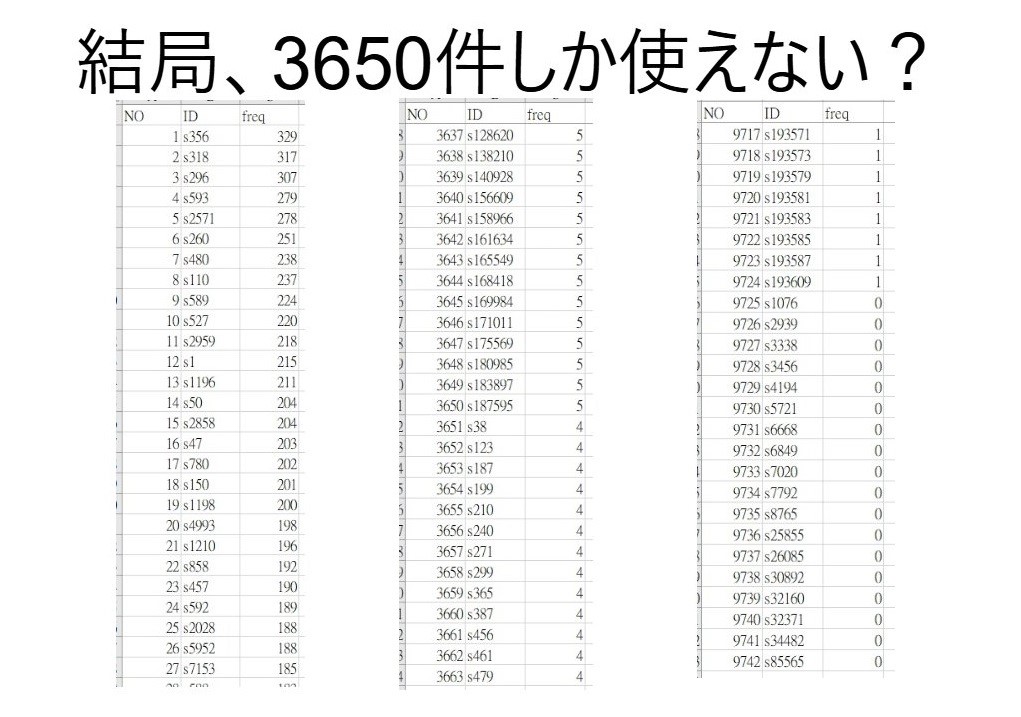 結局、3650件しか使えない？
NO ID freq
1 s356 329
2 s318 317
3 s296 307
4 s593 279
5 s2571 278
6 s260 251
7 s480 238
8 s110 237
9 s589 224
10 s527 220
11 s2959 218
12 s1 215
13 s1196 211
14 s50 204
15 s2858 204
16 s47 203
17 s780 202
18 s150 201
19 s1198 200
20 s4993 198
21 s1210 196
22 s858 192
23 s457 190
24 s592 189
25 s2028 188
26 s5952 188
27 s7153 185
NO ID freq
3637 s128620 5
3638 s138210 5
3639 s140928 5
3640 s156609 5
3641 s158966 5
3642 s161634 5
3643 s165549 5
3644 s168418 5
3645 s169984 5
3646 s171011 5
3647 s175569 5
3648 s180985 5
3649 s183897 5
3650 s187595 5
3651 s38 4
3652 s123 4
3653 s187 4
3654 s199 4
3655 s210 4
3656 s240 4
3657 s271 4
3658 s299 4
3659 s365 4
3660 s387 4
3661 s456 4
3662 s461 4
3663 s479 4
NO ID freq
9717 s193571 1
9718 s193573 1
9719 s193579 1
9720 s193581 1
9721 s193583 1
9722 s193585 1
9723 s193587 1
9724 s193609 1
9725 s1076 0
9726 s2939 0
9727 s3338 0
9728 s3456 0
9729 s4194 0
9730 s5721 0
9731 s6668 0
9732 s6849 0
9733 s7020 0
9734 s7792 0
9735 s8765 0
9736 s25855 0
9737 s26085 0
9738 s30892 0
9739 s32160 0
9740 s32371 0
9741 s34482 0
9742 s85565 0